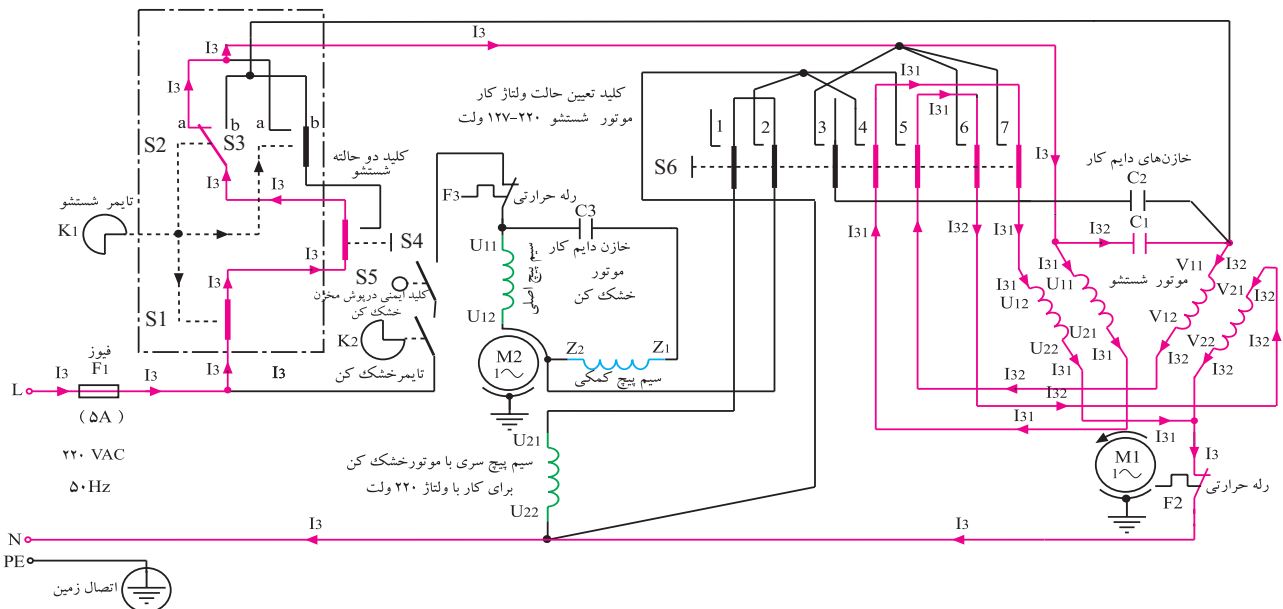 I3
I3
I31
I31
I3
a
b
a
b
S2
S3
کلید تعیین حالت ولتاژ کار
موتور شستشو ۲۲۰-۱۲۷ ولت
1
2
3
4
5
6
7
S6
I3
خازن‌های دایم کار
C2
C1
I32
کلید دو حالته
شستشو
I3
I3
تایمر شستشو
K1
S4
I3
F3
رله حرارتی
C3
U11
سیم پیچ اصلی
U12
خازن دایم کار
موتور
خشک کن
S5
کلید ایمنی درپوش مخزن
خشک کن
S1
I3
K2
تایمرخشک کن
M2
1
Z2
Z1
سیم پیچ کمکی
I31
I32
I31
I31
U12
U22
I31
I31
U11
U21
I31
موتور شستشو
V11
I32
V21
V12
V22
I32
I32
I32
I32
فیوز
F1
L
I3
I3
I3
(۵A)
۲۲۰ VAC
۵۰Hz
I32
I32
I31
I31
U21
سیم پیچ سری با موتورخشک کن
برای کار با ولتاژ ۲۲۰ ولت
U22
M1
1
I3
رله حرارتی
F2
N
I3
I3
PE
اتصال زمین